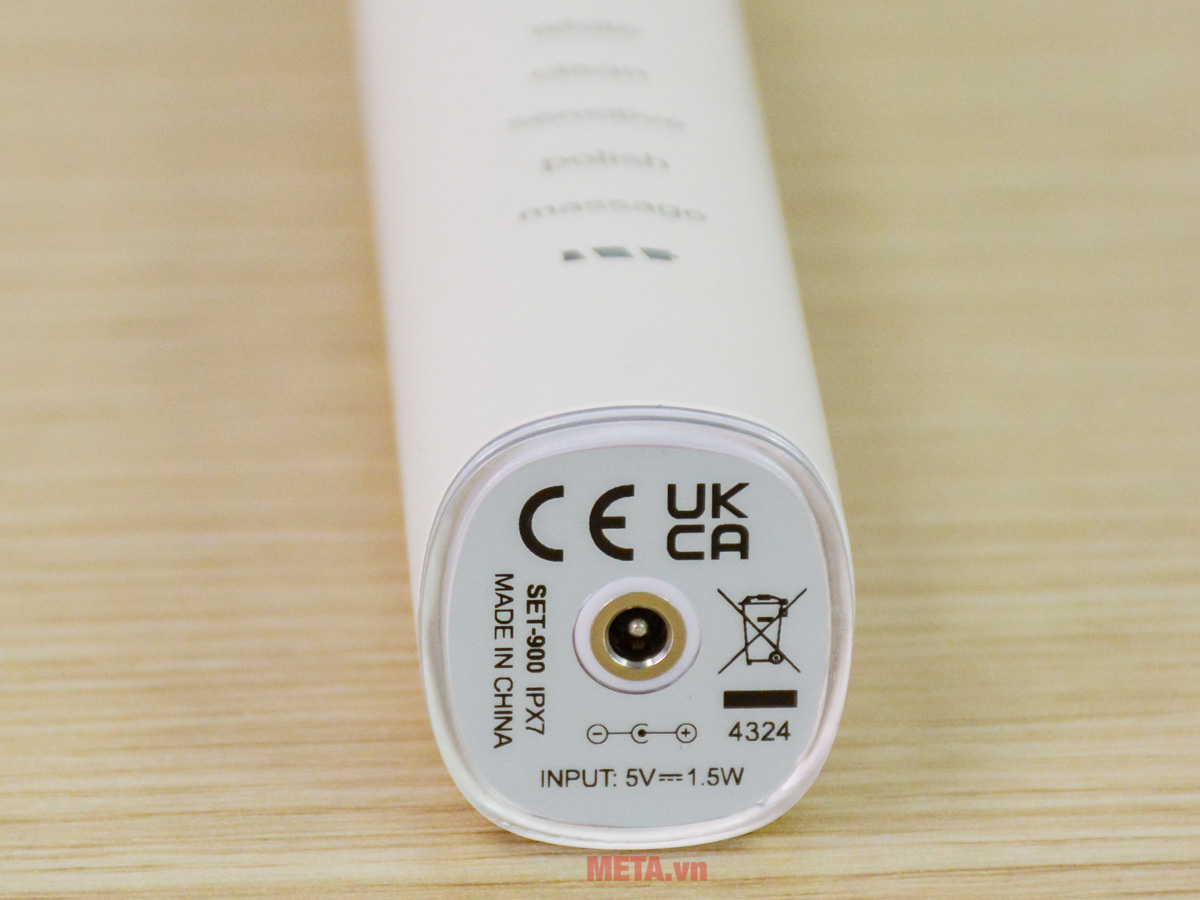 white
clean
sensitive
polish
massage
CE
UK
CA
SET-900 IPX7
MADE IN CHINA
4324
INPUT: 5V⎓1.5W
META.vn